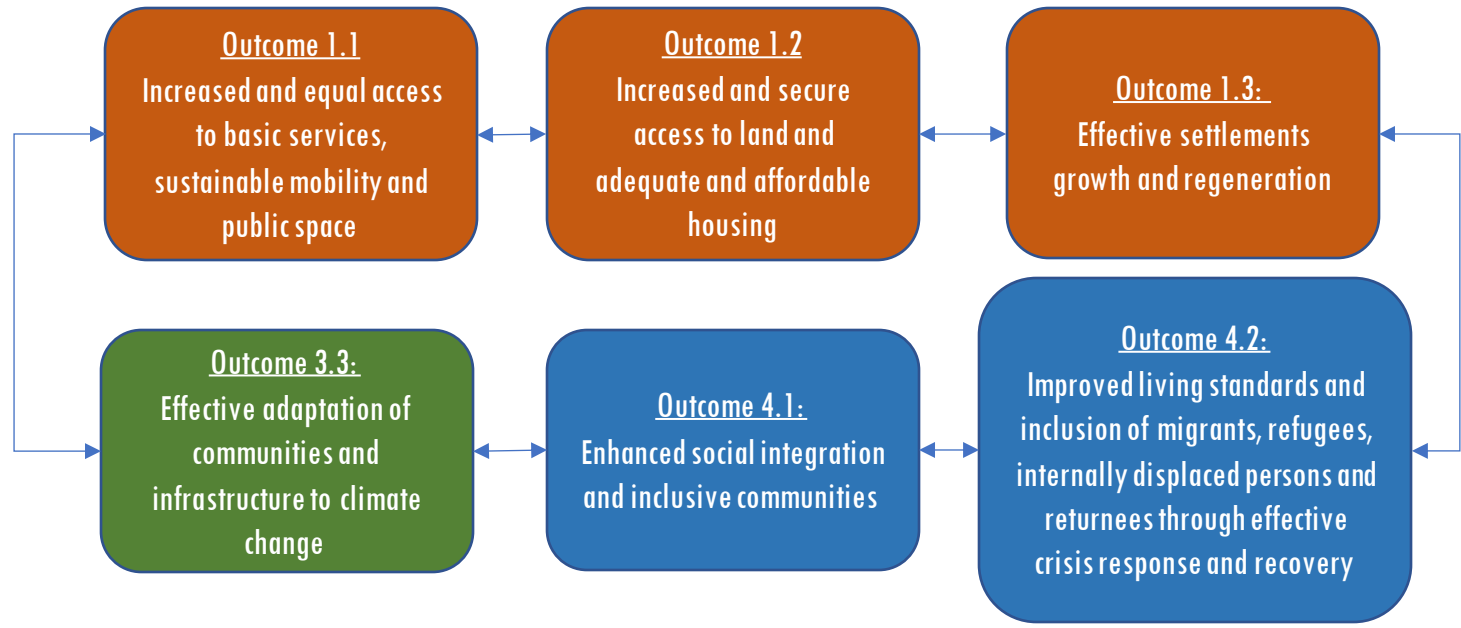 Outcome 1.1
Increased and equal access
to basic services,
sustainable mobility and
public space
Outcome 1.2
Increased and secure
access to land and
adequate and affordable
housing
Outcome 1.3:
Effective settlements
growth and regeneration
Outcome 3.3:
Effective adaptation of
communities and
infrastructure to climate
change
Outcome 4.1:
Enhanced social integration
and inclusive communities
Outcome 4.2:
Improved living standards and
inclusion of migrants, refugees,
internally displaced persons and
returnees through effective
crisis response and recovery